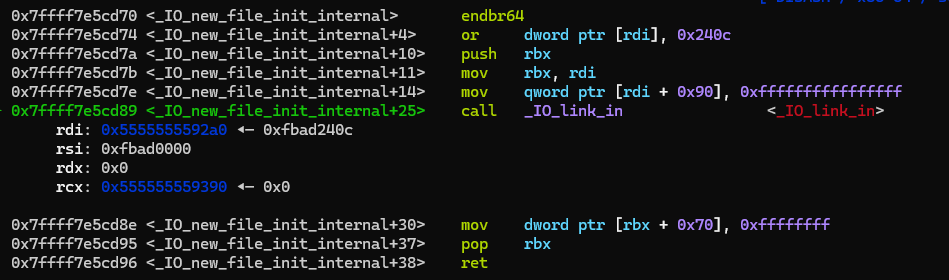 0x7ffff7e5cd70 <_IO_new_file_init_internal> endbr64
0x7ffff7e5cd74 <_IO_new_file_init_internal+4> or dword ptr [rdi], 0x240c
0x7ffff7e5cd7a <_IO_new_file_init_internal+10> push rbx
0x7ffff7e5cd7b <_IO_new_file_init_internal+11> mov rbx, rdi
0x7ffff7e5cd7e <_IO_new_file_init_internal+14> mov qword ptr [rdi + 0x90], 0xffffffffffffffff
0x7ffff7e5cd89 <_IO_new_file_init_internal+25> call _IO_link_in <_IO_link_in>
rdi: 0x5555555592a0 ◂— 0xfbad240c
rsi: 0xfbad0000
rdx: 0x0
rcx: 0x555555559390 ◂— 0x0
0x7ffff7e5cd8e <_IO_new_file_init_internal+30> mov dword ptr [rbx + 0x70], 0xffffffff
0x7ffff7e5cd95 <_IO_new_file_init_internal+37> pop rbx
0x7ffff7e5cd96 <_IO_new_file_init_internal+38> ret